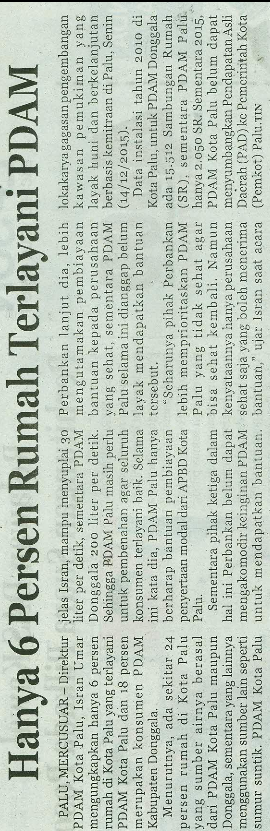 Hanya 6 Persen Rumah Terlayani PDAM
PALU, MERCUSUAR – Direktur
PDAM Kota Palu, Isran Umar
mengungkapkan hanya 6 persen
rumah di Kota Palu yang terlayani
PDAM Kota Palu dan 18 persen
merupakan konsumen PDAM
Kabupaten Donggala.
Menurutnya, ada sekitar 24
persen rumah di Kota Palu
yang sumber airnya berasal
dari PDAM Kota Palu maupun
Donggala, sementara yang lainnya
menggunakan sumber lain seperti
sumur suntik. PDAM Kota Palu
jelas Isran, mampu menyuplai 30
liter per detik, sementara PDAM
Donggala 200 liter per detik.
Sehingga PDAM Palu masih perlu
untuk pembenahan agar seluruh
konsumen terlayani baik. Selama
ini kata dia, PDAM Palu hanya
berharap bantuan pembiayaan
penyertaan modal dari APBD Kota
Palu.
Sementara pihak ketiga dalam
hal ini Perbankan belum dapat
mengakomodir keinginan PDAM
untuk mendapatkan bantuan.
Perbankan lanjut dia, lebih
mengutamakan pembiayaan
bantuan kepada perusahaan
yang sehat, sementara PDAM
Palu selama ini dianggap belum
layak mendapatkan bantuan
tersebut.
"Seharusnya pihak Perbankan
lebih memprioritaskan PDAM
Palu yang tidak sehat agar
bisa sehat kembali. Namun
kenyataannya hanya perusahaan
sehat saja yang boleh menerima
bantuan," ujar Isran saat acara
lokakarya gagasan pengembangan
kawasan pemukiman yang
layak huni dan berkelanjutan
berbasis kemitraan di Palu, Senin
(14/12/2015).
Data instalasi tahun 2010 di
Kota Palu, untuk PDAM Donggala
ada 15.512 Sambungan Rumah
(SR), sementara PDAM Palu
hanya 2.050 SR. Sementara 2015,
PDAM Kota Palu belum dapat
menyumbangkan Pendapatan Asli
Daerah (PAD) ke Pemerintah Kota
(Pemkot) Palu.TIN